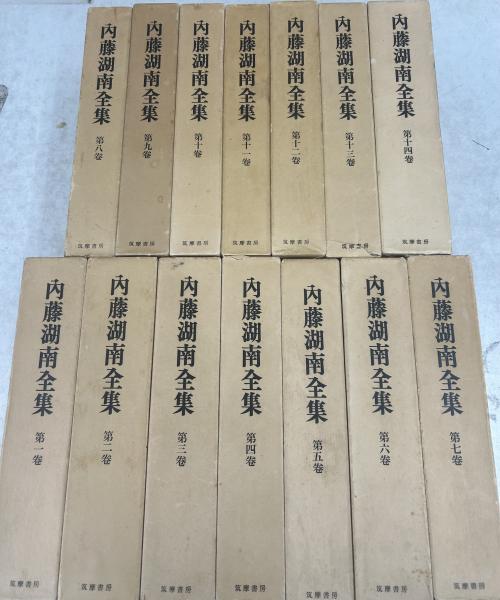 内藤湖南全集
第八巻
筑摩書房
内藤湖南全集
第九巻
筑摩書房
内藤湖南全集
第十巻
筑摩書房
内藤湖南全集
第十一巻
筑摩書房
内藤湖南全集
第十二巻
筑摩書房
内藤湖南全集
第十三巻
筑摩書房
内藤湖南全集
第十四巻
筑摩書房
内藤湖南全集
第一巻
筑摩書房
内藤湖南全集
第二巻
筑摩書房
内藤湖南全集
第三巻
筑摩書房
内藤湖南全集
第四巻
筑摩書房
内藤湖南全集
第五巻
筑摩書房
内藤湖南全集
第六巻
筑摩書房
内藤湖南全集
第七巻
筑摩書房